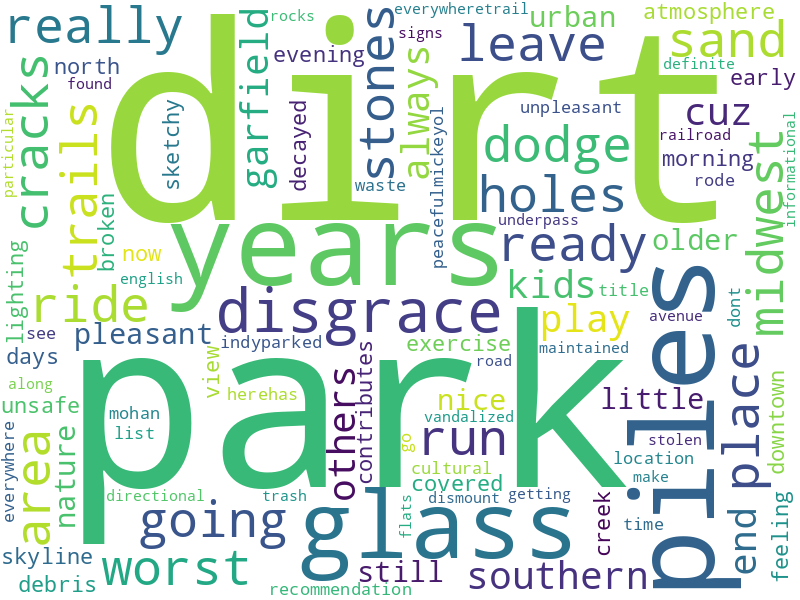 rocks
everywheretrail
signs
urban
atmosphere
really
dirt
garfield
evening
stones
always
leave
sand
definite
north
found
early
cracks
trails
sketchy
decayed
waste
unpleasant
cuz
railroad
morning
rode
midwest
informational
particular
dodge
holes
underpass
peacefulmickeyol
years
ready
older
broken
now
english
lighting
ride
disgrace
kids
title
piles
dont
see
pleasant
indyparked
play
avenue
days
view
exercise
road
maintained
park
along
unsafe
herehas
contributes
others
nice
little
place
downtown
mohan
list
vandalized
run
stolen
everywhere
area
nature
go
cultural
location
make
directional
trash
covered
dismount
getting
going
glass
flats
creek
time
end
feeling
skyline
debris
worst
still
southern
recommendation